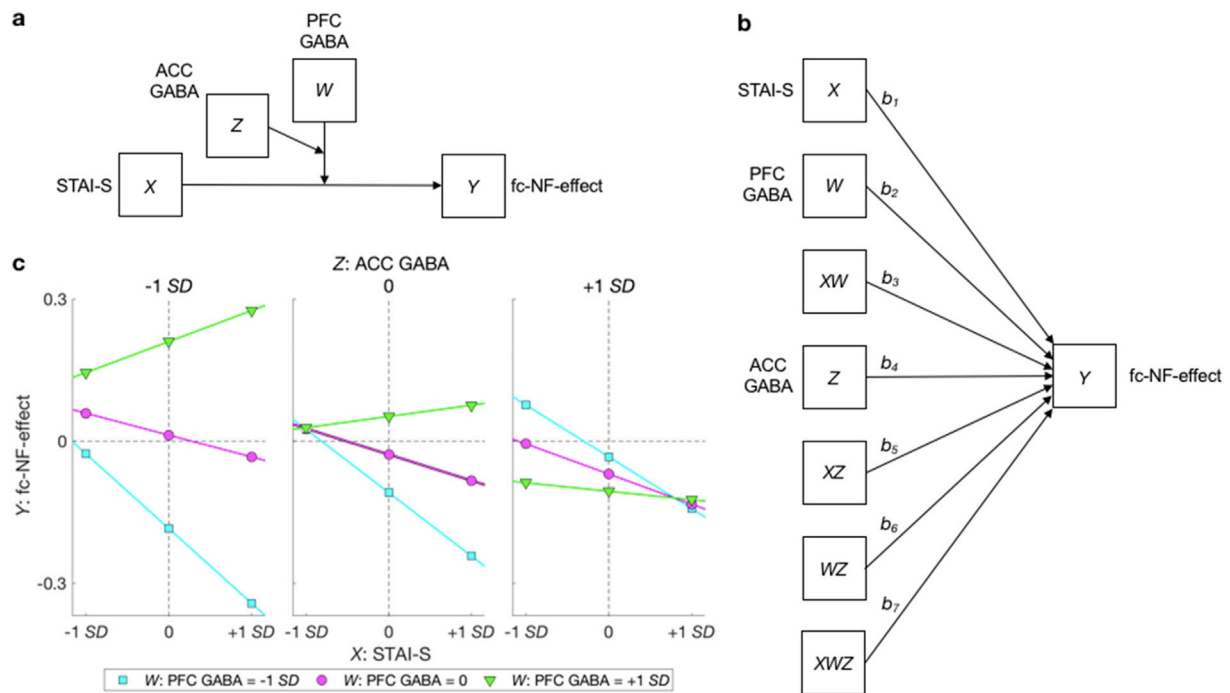 a
PFC
GABA
ACC
GABA
W
Z
STAI-S
X
Y
fc-NF-effect
b
STAI-S
X
b1
PFC
GABA
W
b2
XW
b3
ACC
GABA
Z
b4
Y
fc-NF-effect
XZ
b5
WZ
b6
XWZ
b7
c
Z: ACC GABA
-1 SD
0
+1 SD
Y: fc-NF-effect
0.3
0
-0.3
-1 SD 0 +1 SD
-1 SD 0 +1 SD
-1 SD 0 +1 SD
X: STAI-S
W: PFC GABA = -1 SD W: PFC GABA = 0 W: PFC GABA = +1 SD